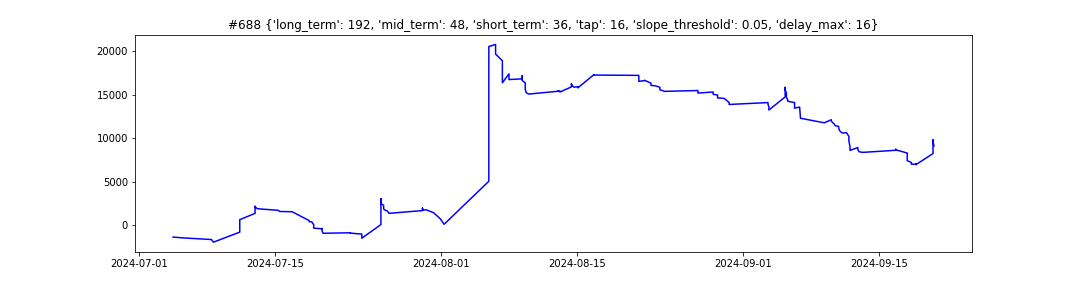 #688 {'long_term': 192, 'mid_term': 48, 'short_term': 36, 'tap': 16, 'slope_threshold': 0.05, 'delay_max': 16}
20000
15000
10000
5000
0
2024-07-01 2024-07-15 2024-08-01 2024-08-15 2024-09-01 2024-09-15